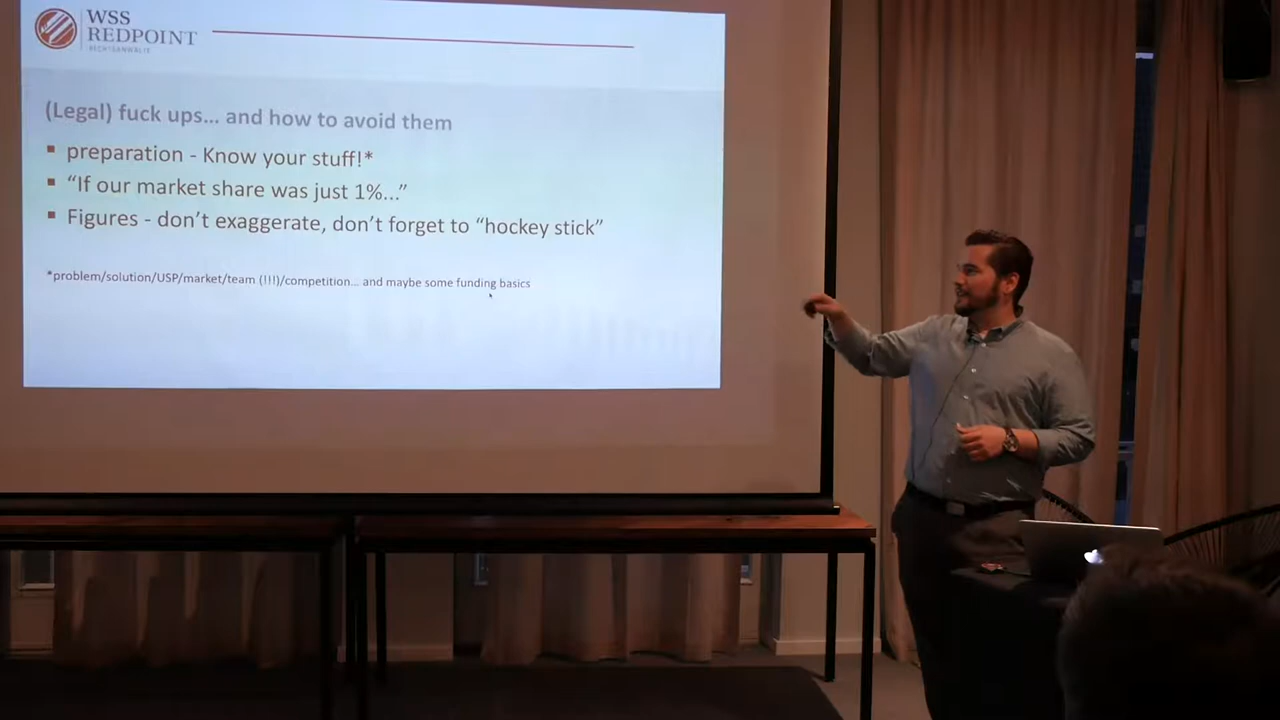 WSS
REDPOINT
RECHTSANWÄLTE
(Legal) fuck ups... and how to avoid them
preparation - Know your stuff!*
“If our market share was just 1%...”
Figures - don’t exaggerate, don’t forget to “hockey stick”
*problem/solution/USP/market/team (!!!)/competition... and maybe some funding basics